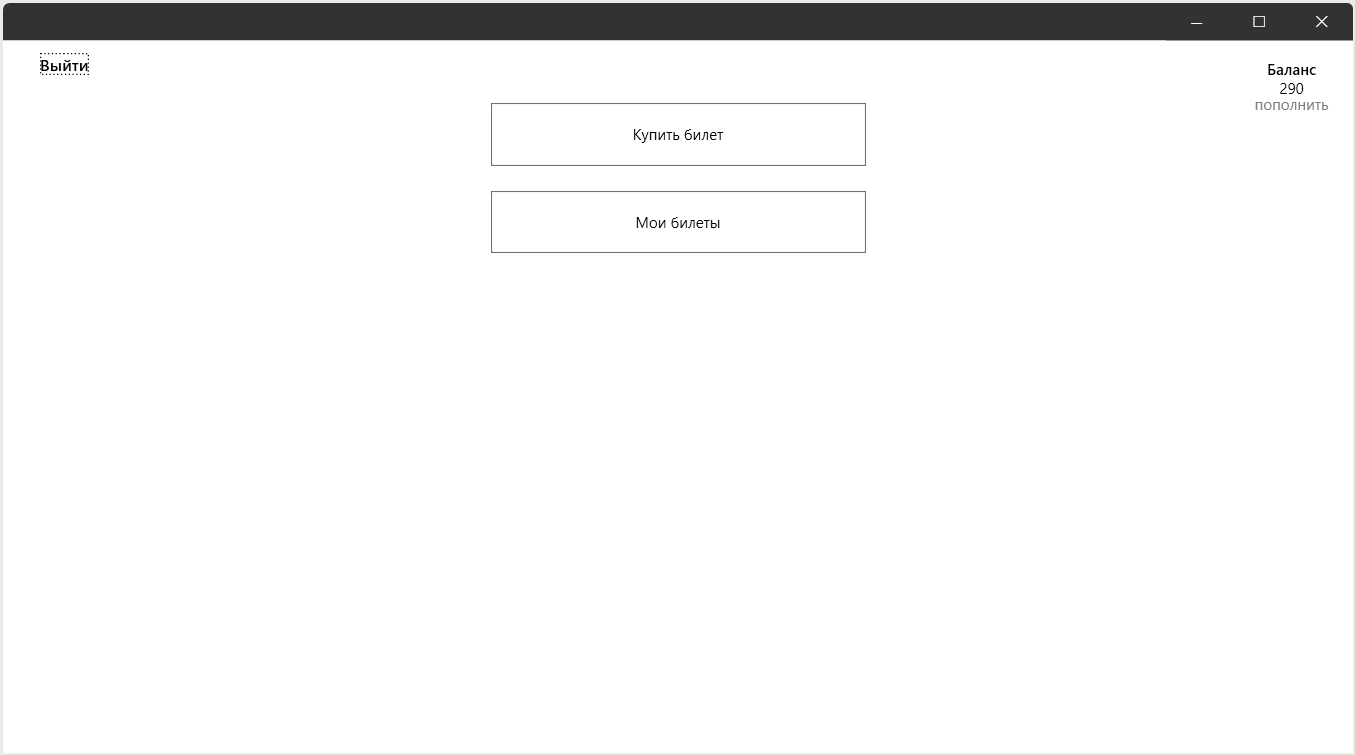 Выйти
Баланс
290
пополнить
Купить билет
Мои билеты